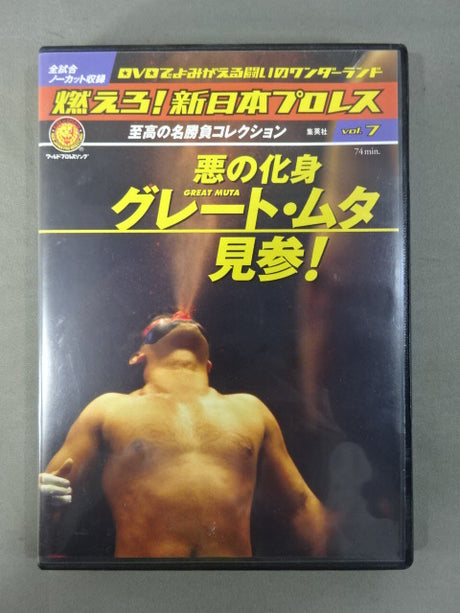 全試合
ノーカット収録
DVDでよみがえる闘いのワンダーランド
燃えろ!新日本プロレス
至高の名勝負コレクション
集英社
vol.7
ワールドプロレスリング
74min.
悪の化身
GREAT MUTA
グレート・ムタ
見参!